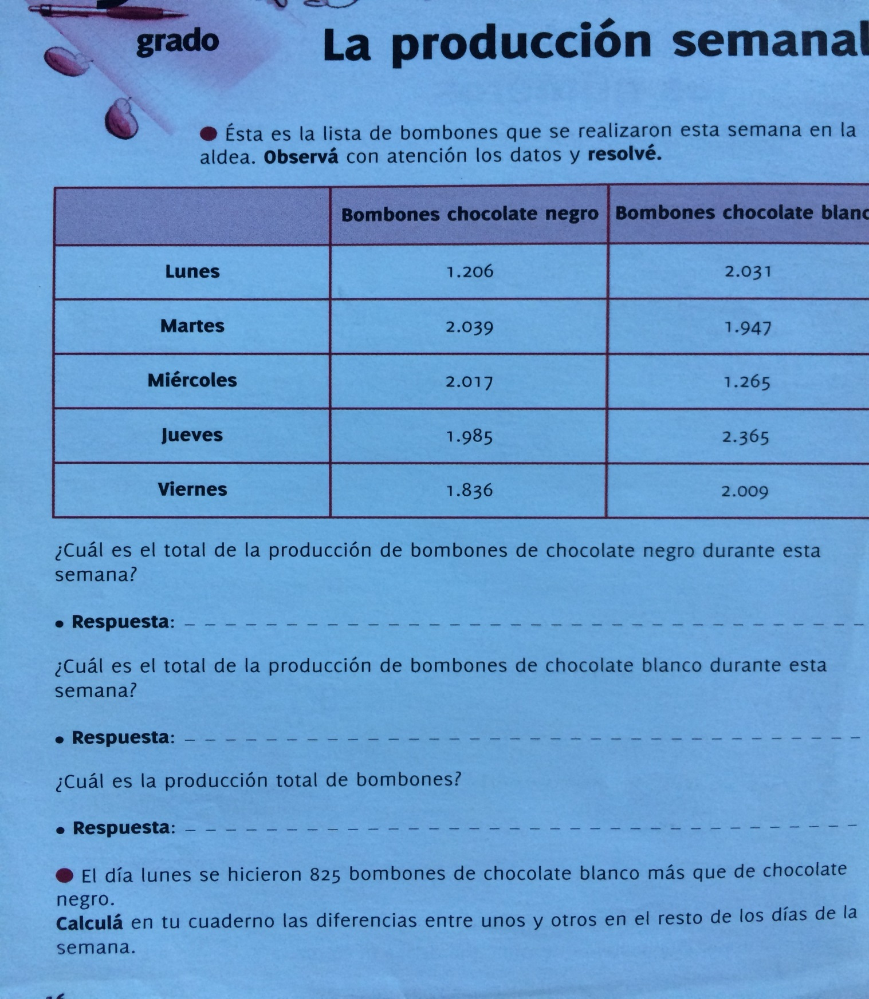 grado
La producción semanal
Ésta es la lista de bombones que se realizaron esta semana en la
aldea. Observá con atención los datos y resolvé.
Bombones chocolate negro Bombones chocolate blanc
Lunes 1.206 2.031
Martes 2.039 1.947
Miércoles 2.017 1.265
Jueves 1.985 2.365
Viernes 1.836 2.009
¿Cuál es el total de la producción de bombones de chocolate negro durante esta
semana?
• Respuesta:
¿Cuál es el total de la producción de bombones de chocolate blanco durante esta
semana?
• Respuesta:
¿Cuál es la producción total de bombones?
• Respuesta:
El día lunes se hicieron 825 bombones de chocolate blanco más que de chocolate
negro.
Calculá en tu cuaderno las diferencias entre unos y otros en el resto de los días de la
semana.